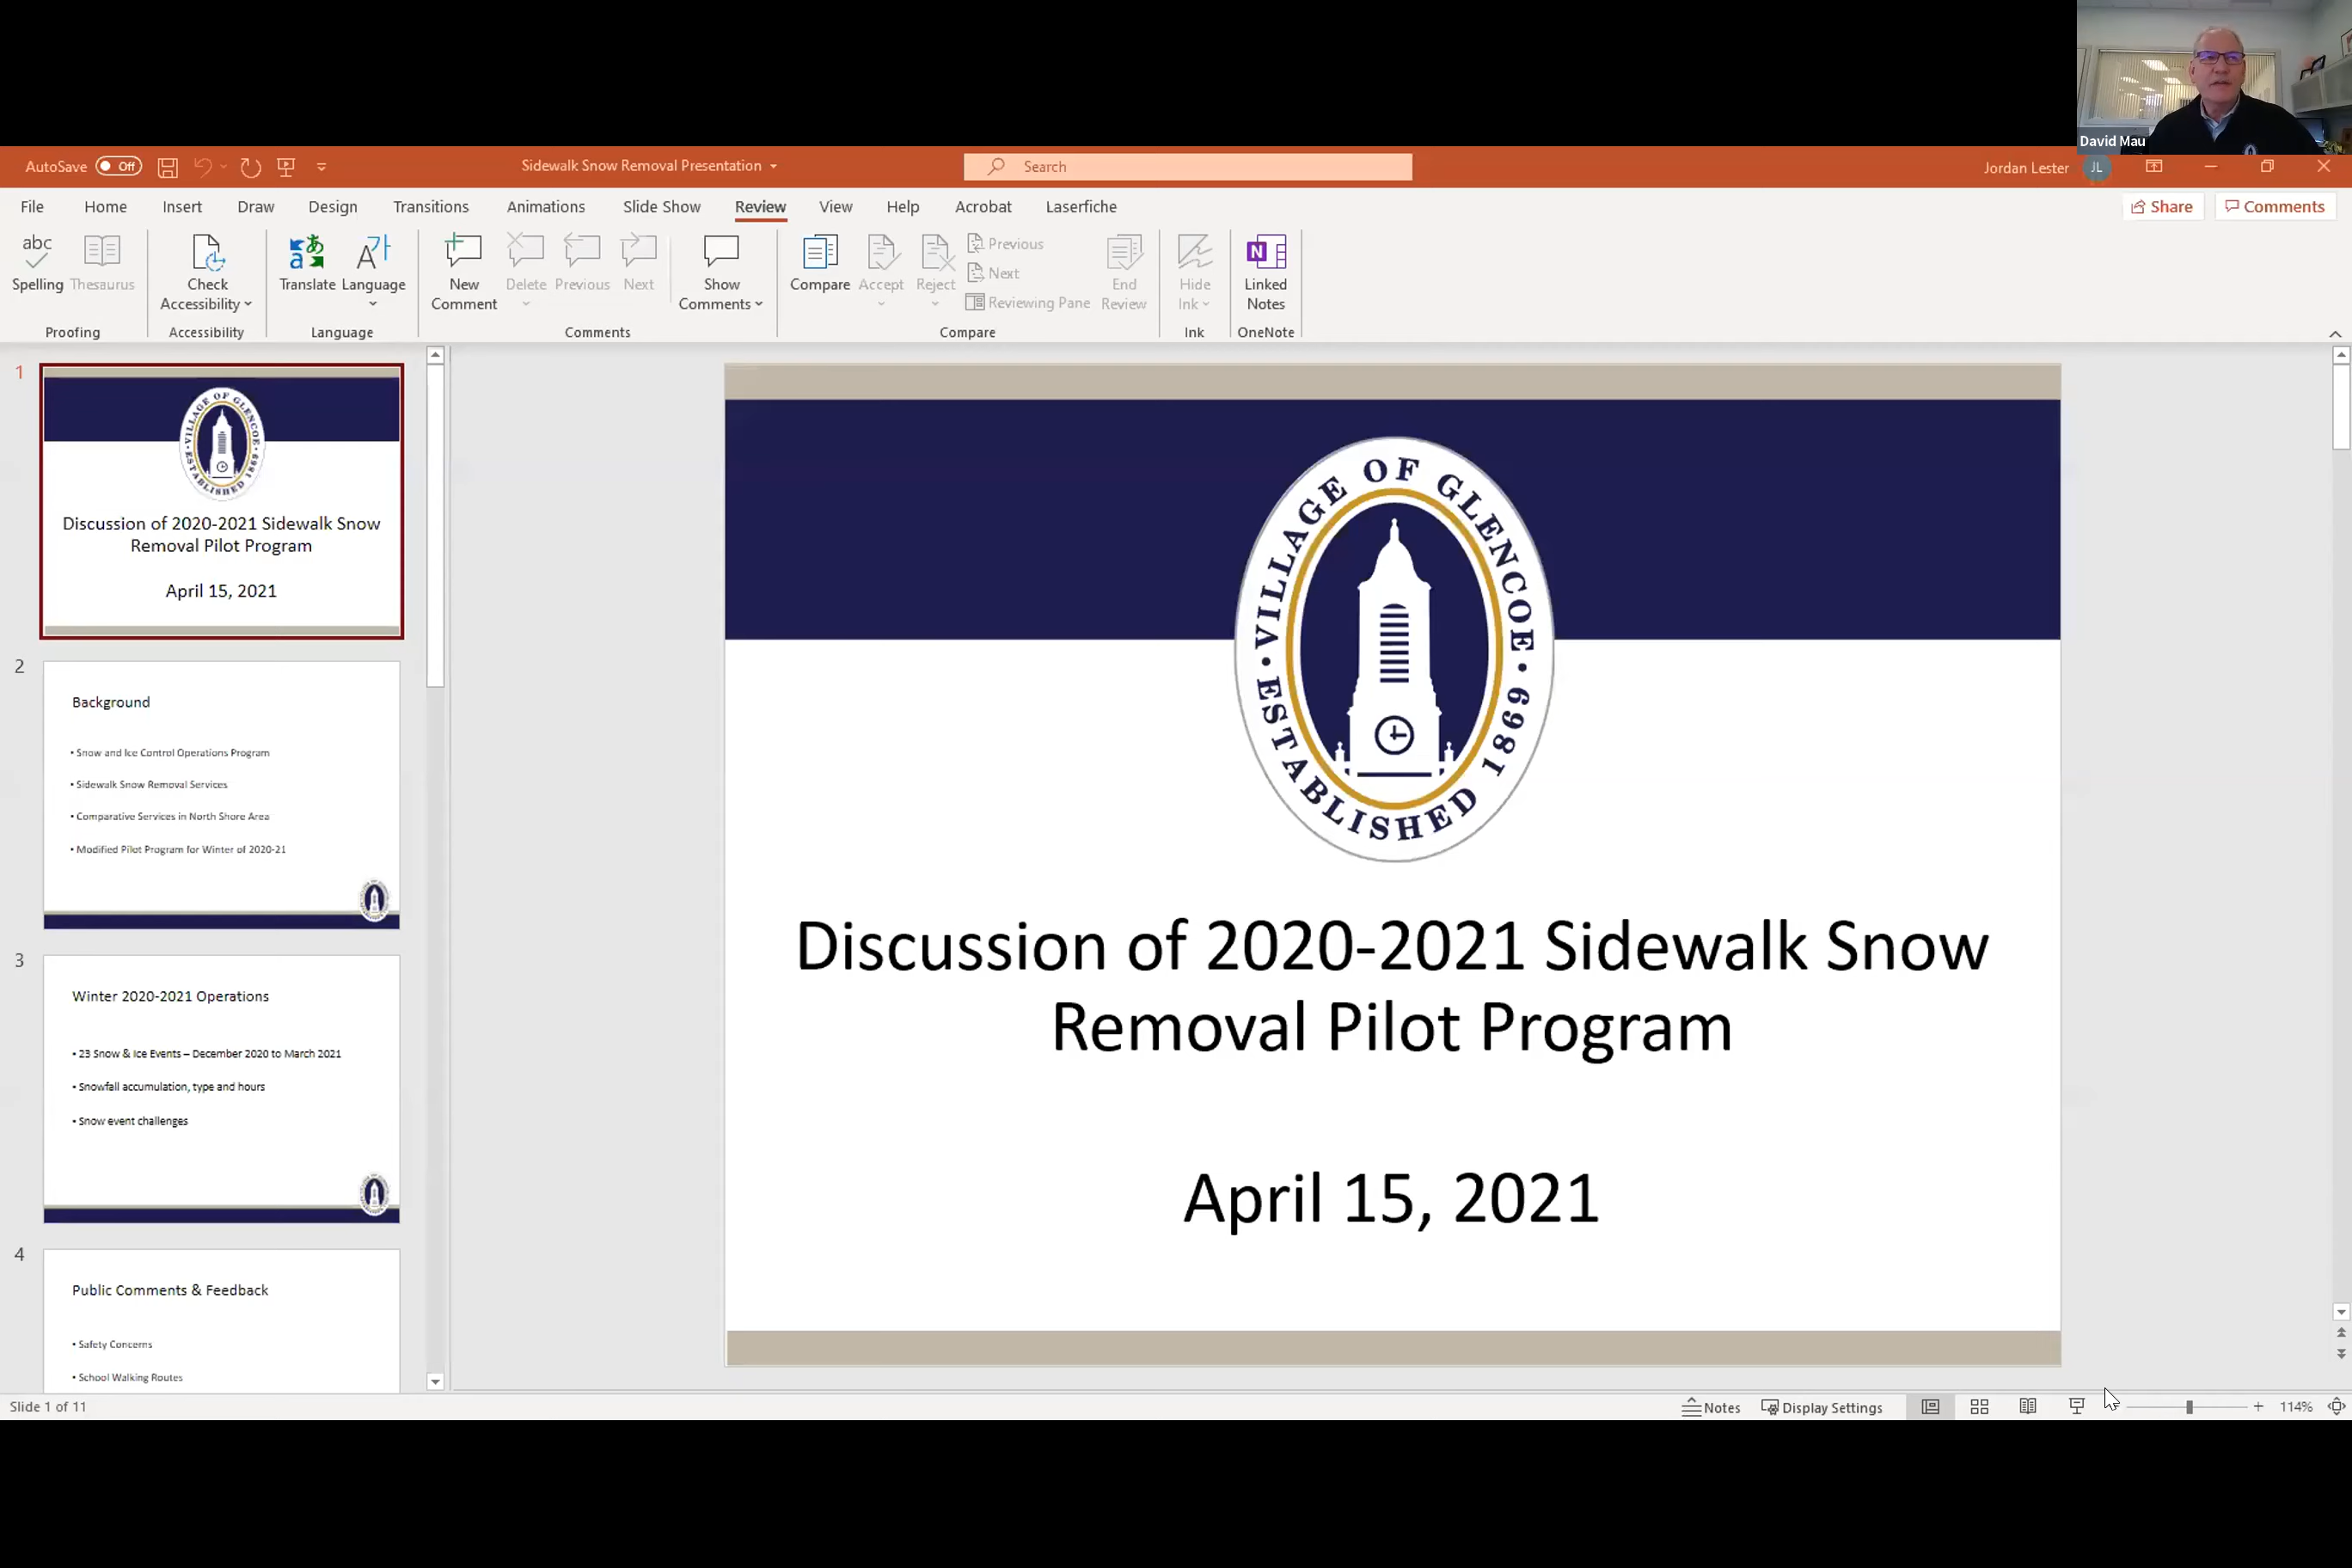 David Mau
AutoSave Off
Sidewalk Snow Removal Presentation
Search
Jordan Lester JL
File Home Insert Draw Design Transitions Animations Slide Show Review View Help Acrobat Laserfiche
Share Comments
abc
Spelling
Thesaurus
Proofing
Check
Accessibility
Accessibility
Translate
Language
Language
New
Comment
Delete
Previous
Next
Show
Comments
Comments
Compare
Accept
Reject
Previous
Next
Reviewing Pane
End
Review
Compare
Hide
Ink
Ink
N
Linked
Notes
OneNote
1
VILLAGE OF GLENCOE
ESTABLISHED 1869
Discussion of 2020-2021 Sidewalk Snow
Removal Pilot Program
April 15, 2021
2
Background
• Snow and Ice Control Operations Program
• Sidewalk Snow Removal Services
• Comparative Services in North Shore Area
• Modified Pilot Program for Winter of 2020-21
3
Winter 2020-2021 Operations
• 23 Snow & Ice Events – December 2020 to March 2021
• Snowfall accumulation, type and hours
• Snow event challenges
4
Public Comments & Feedback
• Safety Concerns
• School Walking Routes
• VILLAGE OF GLENCOE •
ESTABLISHED 1869
Discussion of 2020-2021 Sidewalk Snow
Removal Pilot Program
April 15, 2021
Slide 1 of 11
Notes
Display Settings
114%